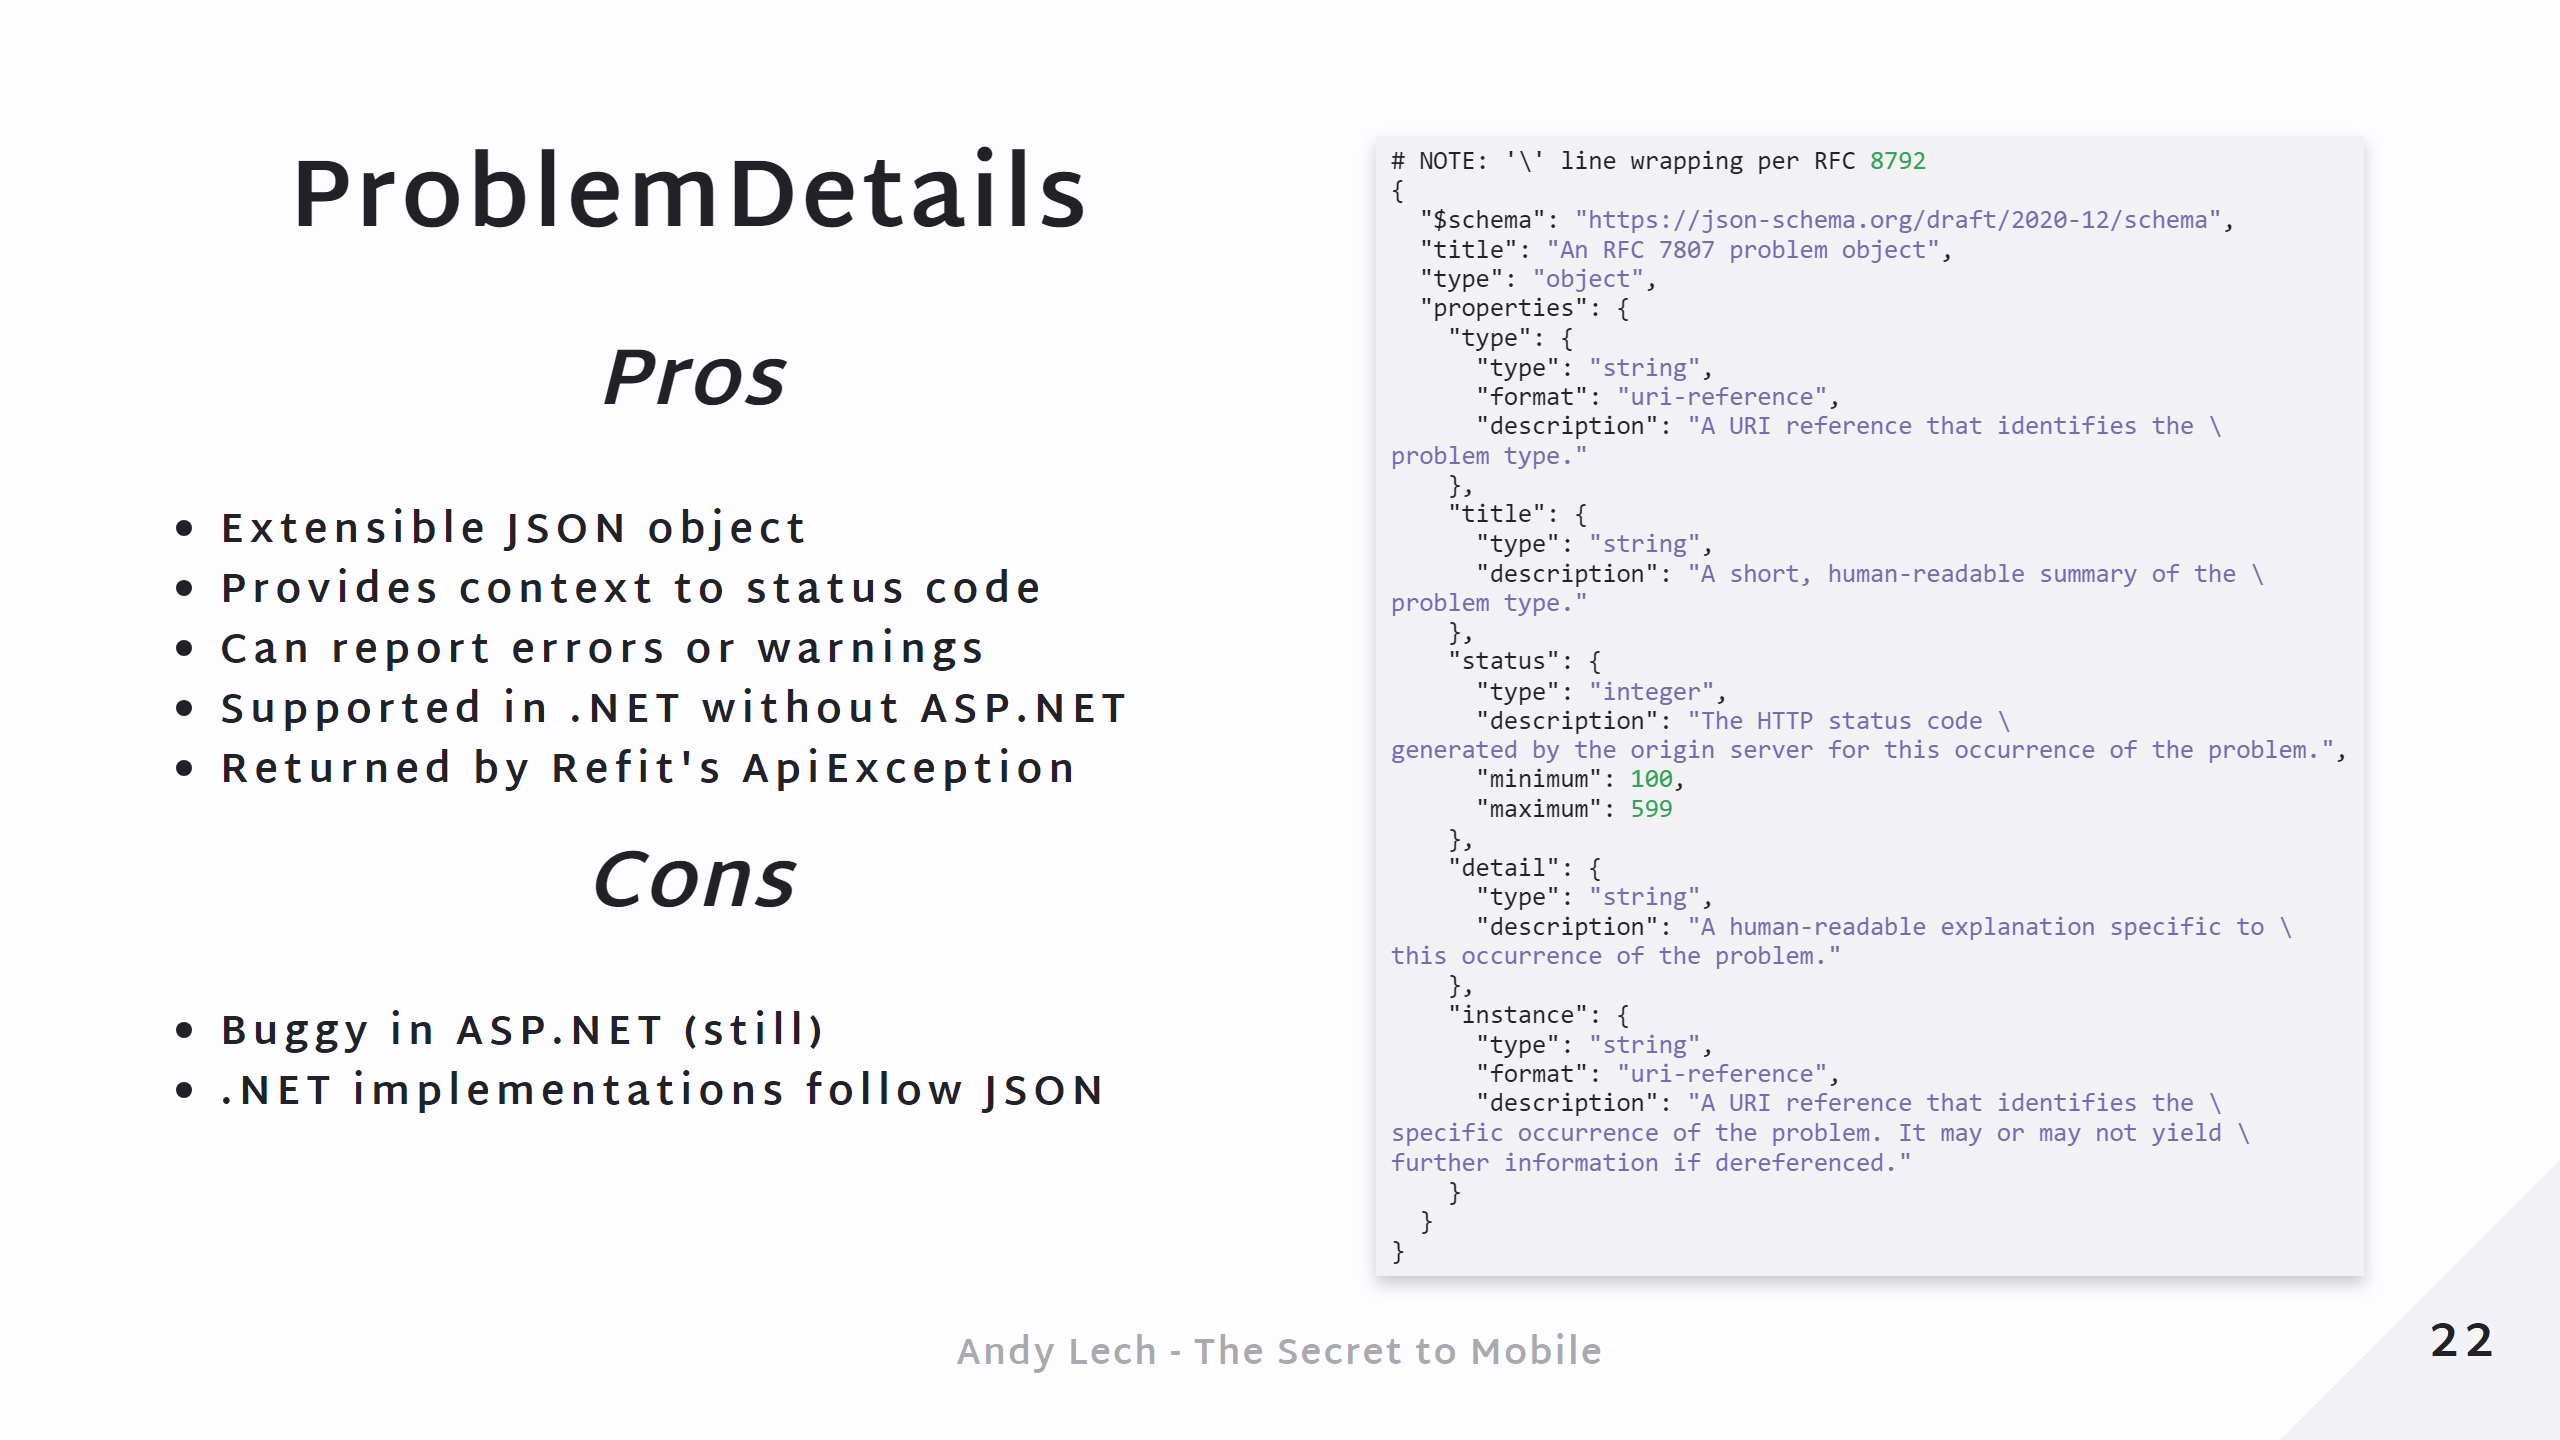 ProblemDetails
Pros
• Extensible JSON object
• Provides context to status code
• Can report errors or warnings
• Supported in .NET without ASP.NET
• Returned by Refit's ApiException
Cons
• Buggy in ASP.NET (still)
• .NET implementations follow JSON
# NOTE: '\' line wrapping per RFC 8792
{
  "$schema": "https://json-schema.org/draft/2020-12/schema",
  "title": "An RFC 7807 problem object",
  "type": "object",
  "properties": {
    "type": {
      "type": "string",
      "format": "uri-reference",
      "description": "A URI reference that identifies the \
problem type."
    },
    "title": {
      "type": "string",
      "description": "A short, human-readable summary of the \
problem type."
    },
    "status": {
      "type": "integer",
      "description": "The HTTP status code \
generated by the origin server for this occurrence of the problem.",
      "minimum": 100,
      "maximum": 599
    },
    "detail": {
      "type": "string",
      "description": "A human-readable explanation specific to \
this occurrence of the problem."
    },
    "instance": {
      "type": "string",
      "format": "uri-reference",
      "description": "A URI reference that identifies the \
specific occurrence of the problem. It may or may not yield \
further information if dereferenced."
    }
  }
}
Andy Lech - The Secret to Mobile
22